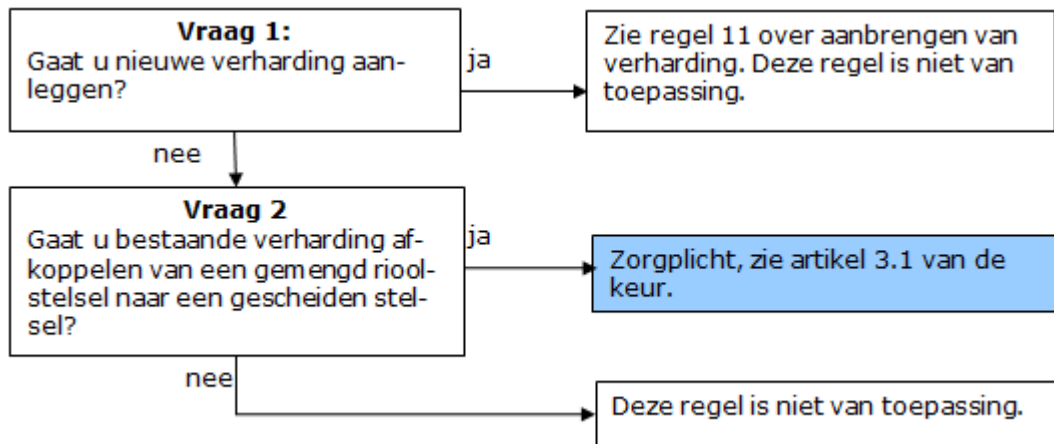 Vraag 1:
Gaat u nieuwe verharding aan-
leggen?
ja
Zie regel 11 over aanbrengen van
verharding. Deze regel is niet van
toepassing.
nee
Vraag 2
Gaat u bestaande verharding af-
koppelen van een gemengd riool-
stelsel naar een gescheiden stel-
sel?
ja
Zorgplicht, zie artikel 3.1 van de
keur.
nee
Deze regel is niet van toepassing.